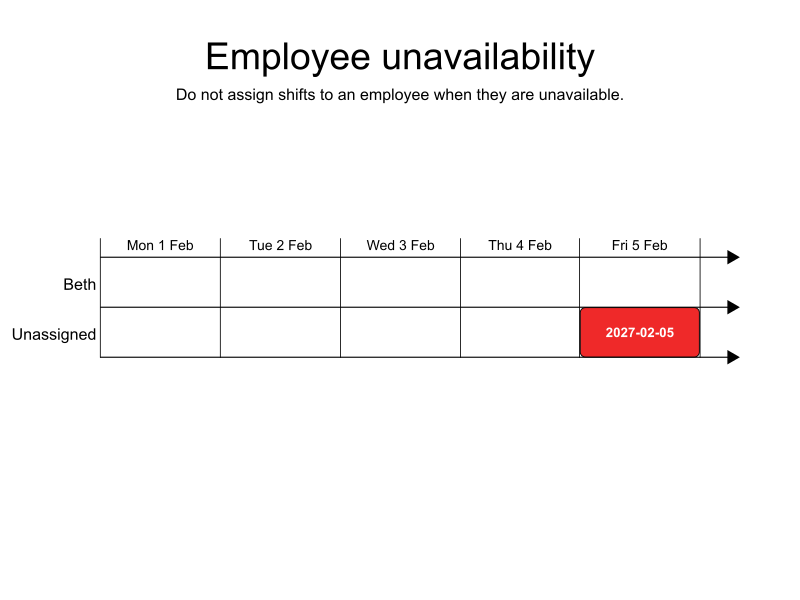 Employee unavailability
Do not assign shifts to an employee when they are unavailable.
Mon 1 Feb Tue 2 Feb Wed 3 Feb Thu 4 Feb Fri 5 Feb
Beth
Unassigned 2027-02-05